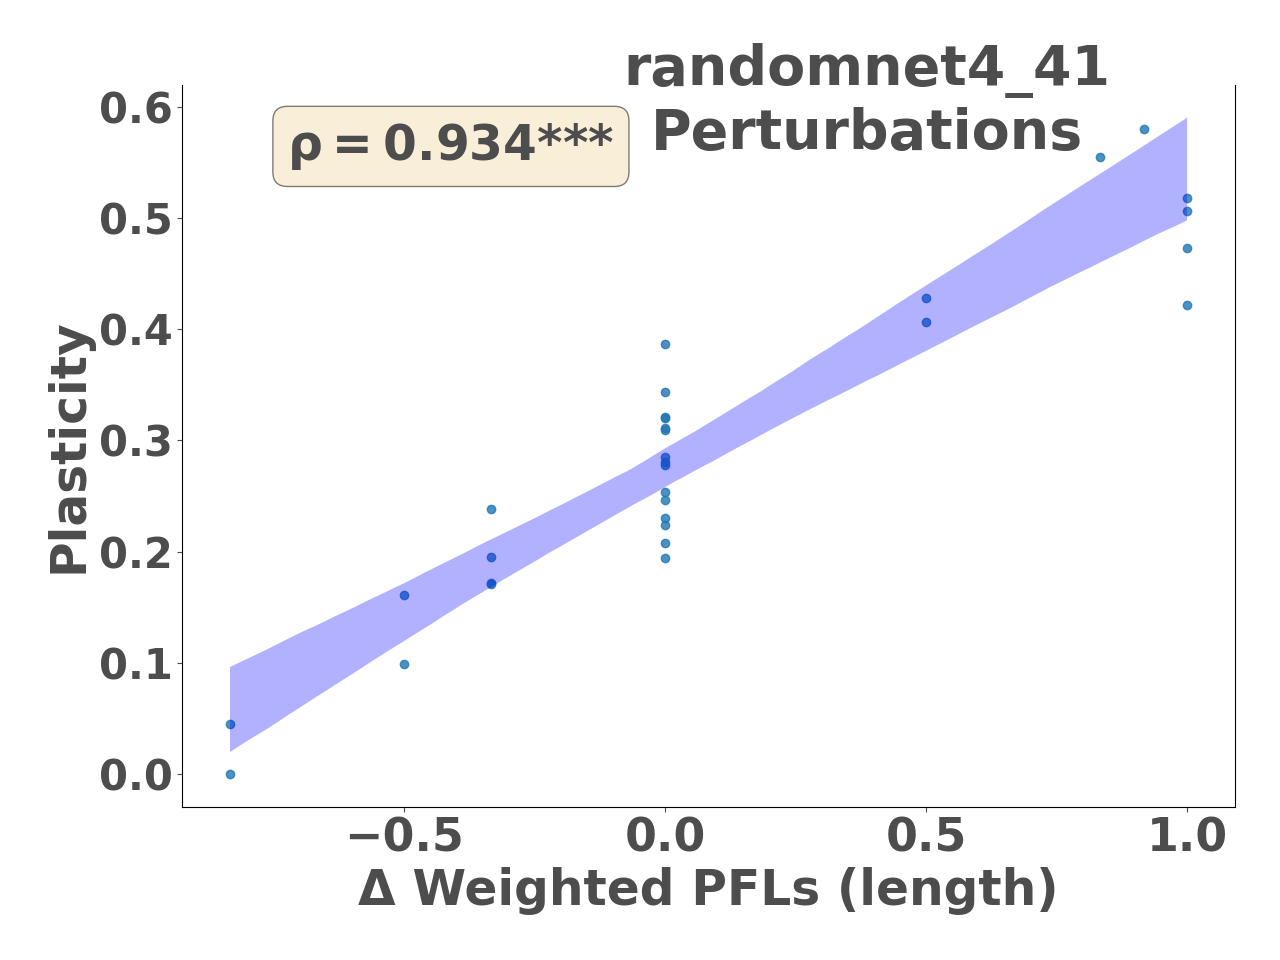 randomnet4_41
Perturbations
ρ = 0.934***
0.6
0.5
0.4
0.3
0.2
0.1
0.0
Plasticity
−0.5 0.0 0.5 1.0
Δ Weighted PFLs (length)